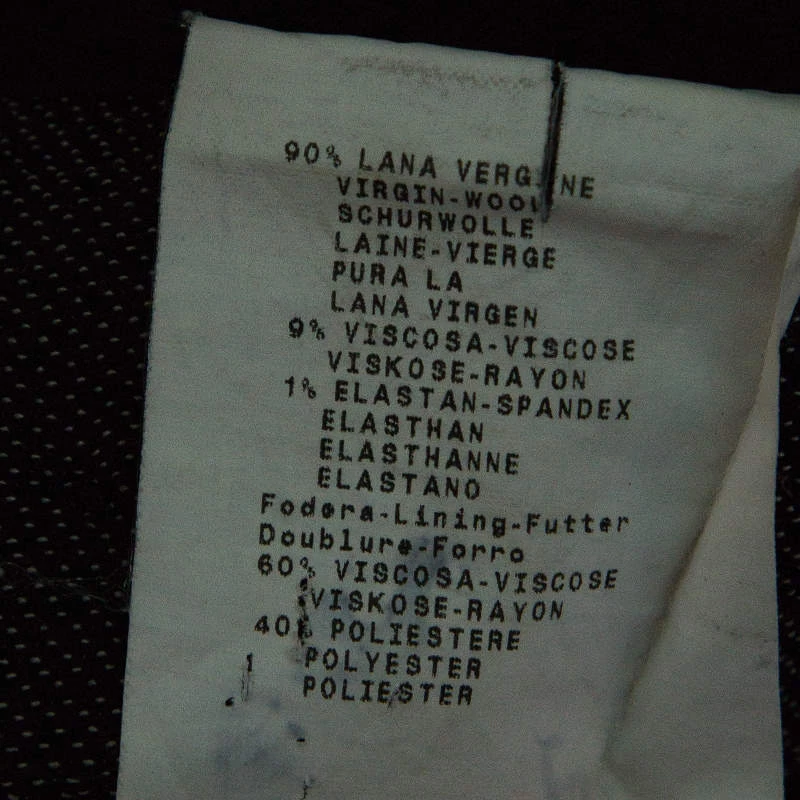 90% LANA VERGINE
VIRGIN-WOOL
SCHURWOLLE
LAINE-VIERGE
PURA LA
LANA VIRGEN
9% VISCOSA-VISCOSE
VISKOSE-RAYON
1% ELASTAN-SPANDEX
ELASTHAN
ELASTHANNE
ELASTANO
Fodera-Lining-Futter
Doublure-Forro
60% VISCOSA-VISCOSE
VISKOSE-RAYON
40% POLIESTERE
POLYESTER
POLIESTER